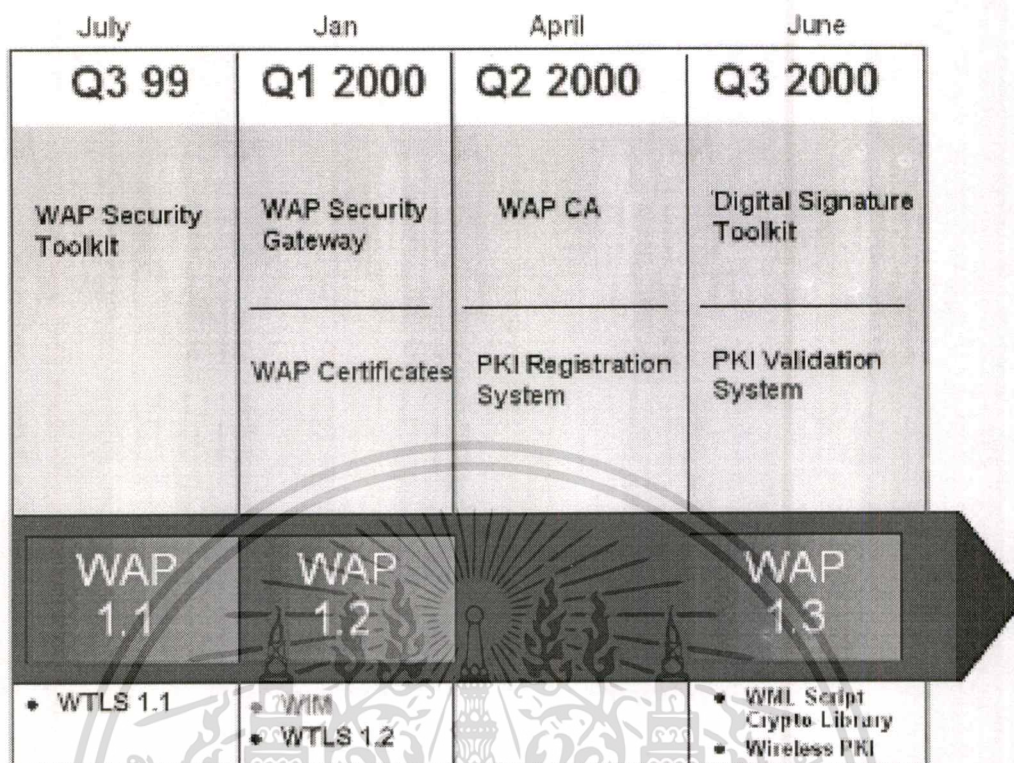 July Jan April June
Q3 99 Q1 2000 Q2 2000 Q3 2000
WAP Security
Toolkit
WAP Security
Gateway
WAP CA
Digital Signature
Toolkit
WAP Certificates
PKI Registration
System
PKI Validation
System
WAP
1.1
WAP
1.2
WAP
1.3
• WTLS 1.1
• WIM
• WTLS 1.2
• WML Script
Crypto Library
• Wireless PKI